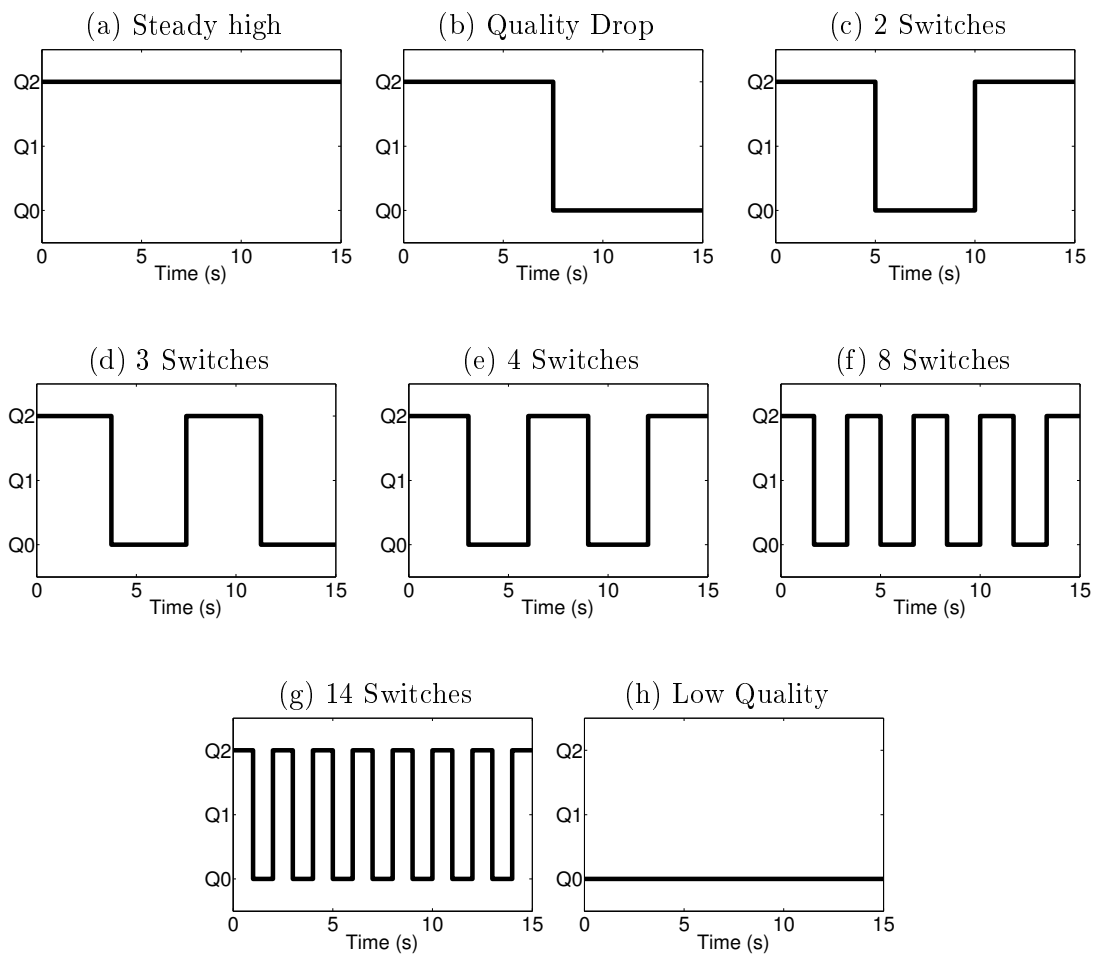 (a) Steady high
Q2
Q1
Q0
0 5 10 15
Time (s)
(b) Quality Drop
Q2
Q1
Q0
0 5 10 15
Time (s)
(c) 2 Switches
Q2
Q1
Q0
0 5 10 15
Time (s)
(d) 3 Switches
Q2
Q1
Q0
0 5 10 15
Time (s)
(e) 4 Switches
Q2
Q1
Q0
0 5 10 15
Time (s)
(f) 8 Switches
Q2
Q1
Q0
0 5 10 15
Time (s)
(g) 14 Switches
Q2
Q1
Q0
0 5 10 15
Time (s)
(h) Low Quality
Q2
Q1
Q0
0 5 10 15
Time (s)